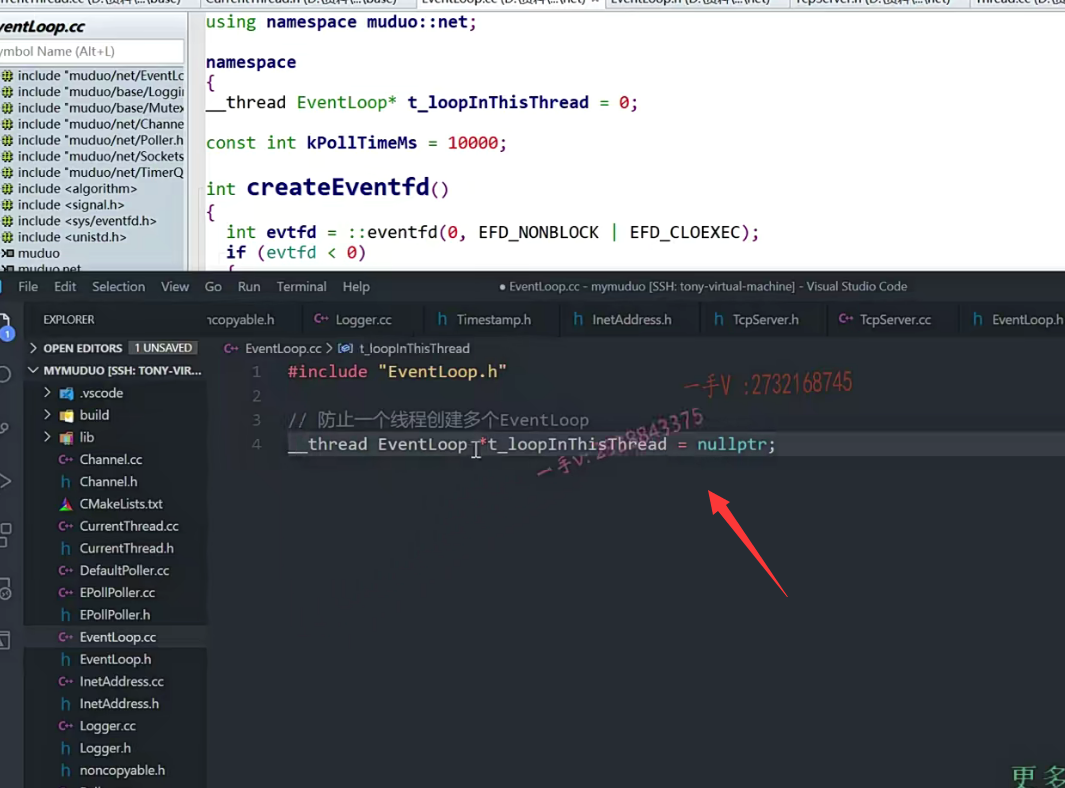 EventLoop.cc
ymbol Name (Alt+L)
include "muduo/net/EventLc
include "muduo/base/Loggi
include "muduo/base/Mutex
include "muduo/net/Channe
include "muduo/net/Poller.h
include "muduo/net/Sockets
include "muduo/net/TimerQ
include <algorithm>
include <signal.h>
include <sys/eventfd.h>
include <unistd.h>
muduo
using namespace muduo::net;
namespace
{
__thread EventLoop* t_loopInThisThread = 0;
const int kPollTimeMs = 10000;
int createEventfd()
{
int evtfd = ::eventfd(0, EFD_NONBLOCK | EFD_CLOEXEC);
if (evtfd < 0)
File Edit Selection View Go Run Terminal Help
● EventLoop.cc - mymuduo [SSH: tony-virtual-machine] - Visual Studio Code
EXPLORER
ncopyable.h Logger.cc Timestamp.h InetAddress.h TcpServer.h TcpServer.cc EventLoop.h
OPEN EDITORS 1 UNSAVED
EventLoop.cc > t_loopInThisThread
MYMUDUO [SSH: TONY-VIR...
.vscode
build
lib
Channel.cc
Channel.h
CMakeLists.txt
CurrentThread.cc
CurrentThread.h
DefaultPoller.cc
EPollPoller.cc
EPollPoller.h
EventLoop.cc
EventLoop.h
InetAddress.cc
InetAddress.h
Logger.cc
Logger.h
noncopyable.h
1 #include "EventLoop.h"
2
3 // 防止一个线程创建多个EventLoop
4 __thread EventLoop *t_loopInThisThread = nullptr;
一手V :2732168745
一手V:
更多